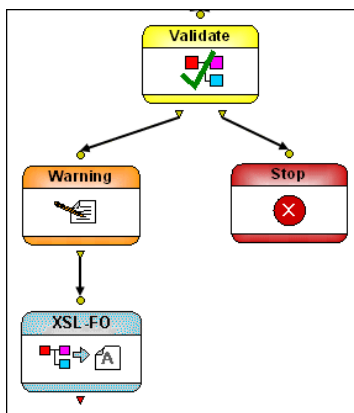 Validate
Warning
Stop
XSL-FO
A